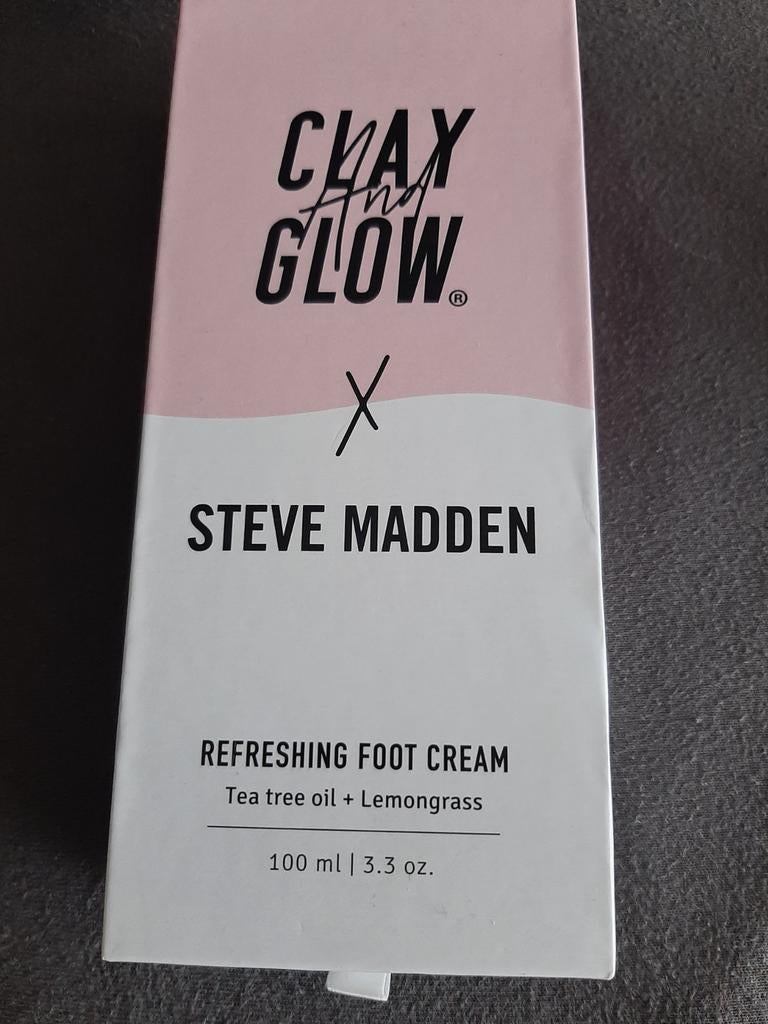 CLAY
And
GLOW®
X
STEVE MADDEN
REFRESHING FOOT CREAM
Tea tree oil + Lemongrass
100 ml | 3.3 oz.